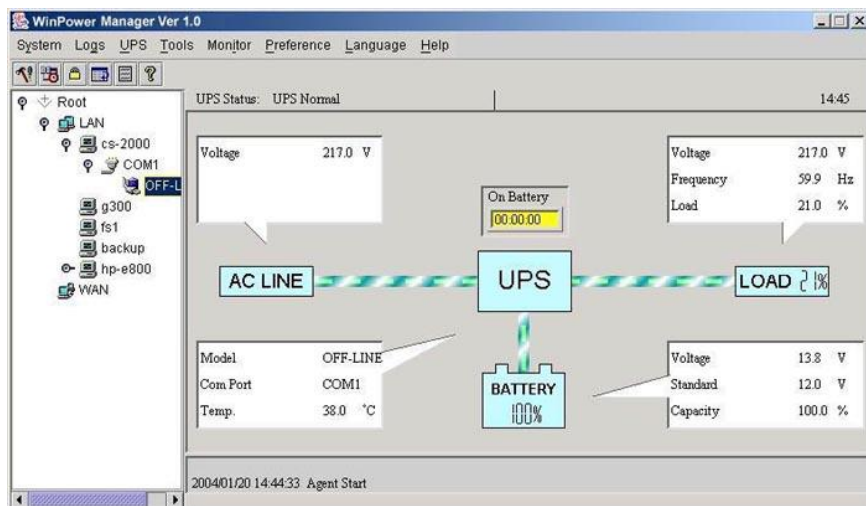 WinPower Manager Ver 1.0
System Logs UPS Tools Monitor Preference Language Help
Root
LAN
cs-2000
COM1
OFF-L
g300
fs1
backup
hp-e800
WAN
UPS Status: UPS Normal 14:45
Voltage 217.0 V
On Battery
00:00:00
Voltage 217.0 V
Frequency 59.9 Hz
Load 21.0 %
AC LINE
UPS
LOAD 21%
Model OFF-LINE
Com Port COM1
Temp. 38.0 °C
BATTERY
100%
Voltage 13.8 V
Standard 12.0 V
Capacity 100.0 %
2004/01/20 14:44:33 Agent Start